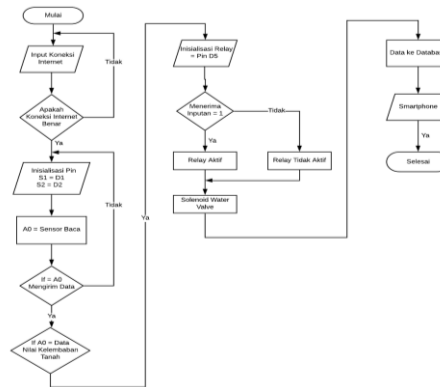 Mulai
Input Koneksi
Internet
Tidak
Apakah
Koneksi Internet
Benar
Ya
Inisialisasi Pin
S1 = D1
S2 = D2
Tidak
A0 = Sensor Baca
If = A0
Mengirim Data
Ya
If A0 = Data
Nilai Kelembaban
Tanah
Ya
Inisialisasi Relay
= Pin D5
Menerima
Inputan = 1
Tidak
Ya
Relay Aktif
Relay Tidak Aktif
Solenoid Water
Valve
Data ke Databas
Smartphone
Ya
Selesai